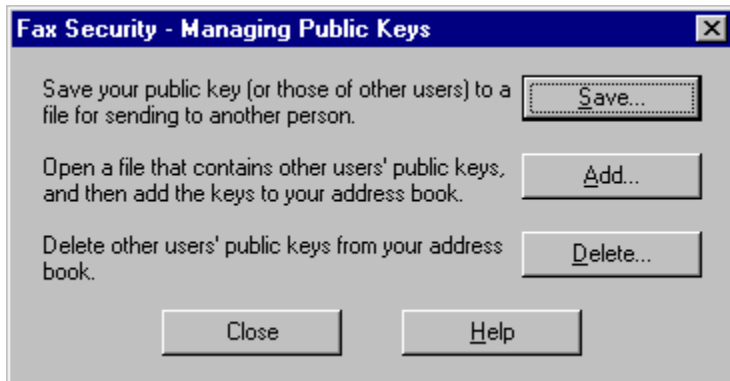 Fax Security - Managing Public Keys
Save your public key (or those of other users) to a
file for sending to another person.
Save...
Open a file that contains other users' public keys,
and then add the keys to your address book.
Add...
Delete other users' public keys from your address
book.
Delete...
Close
Help